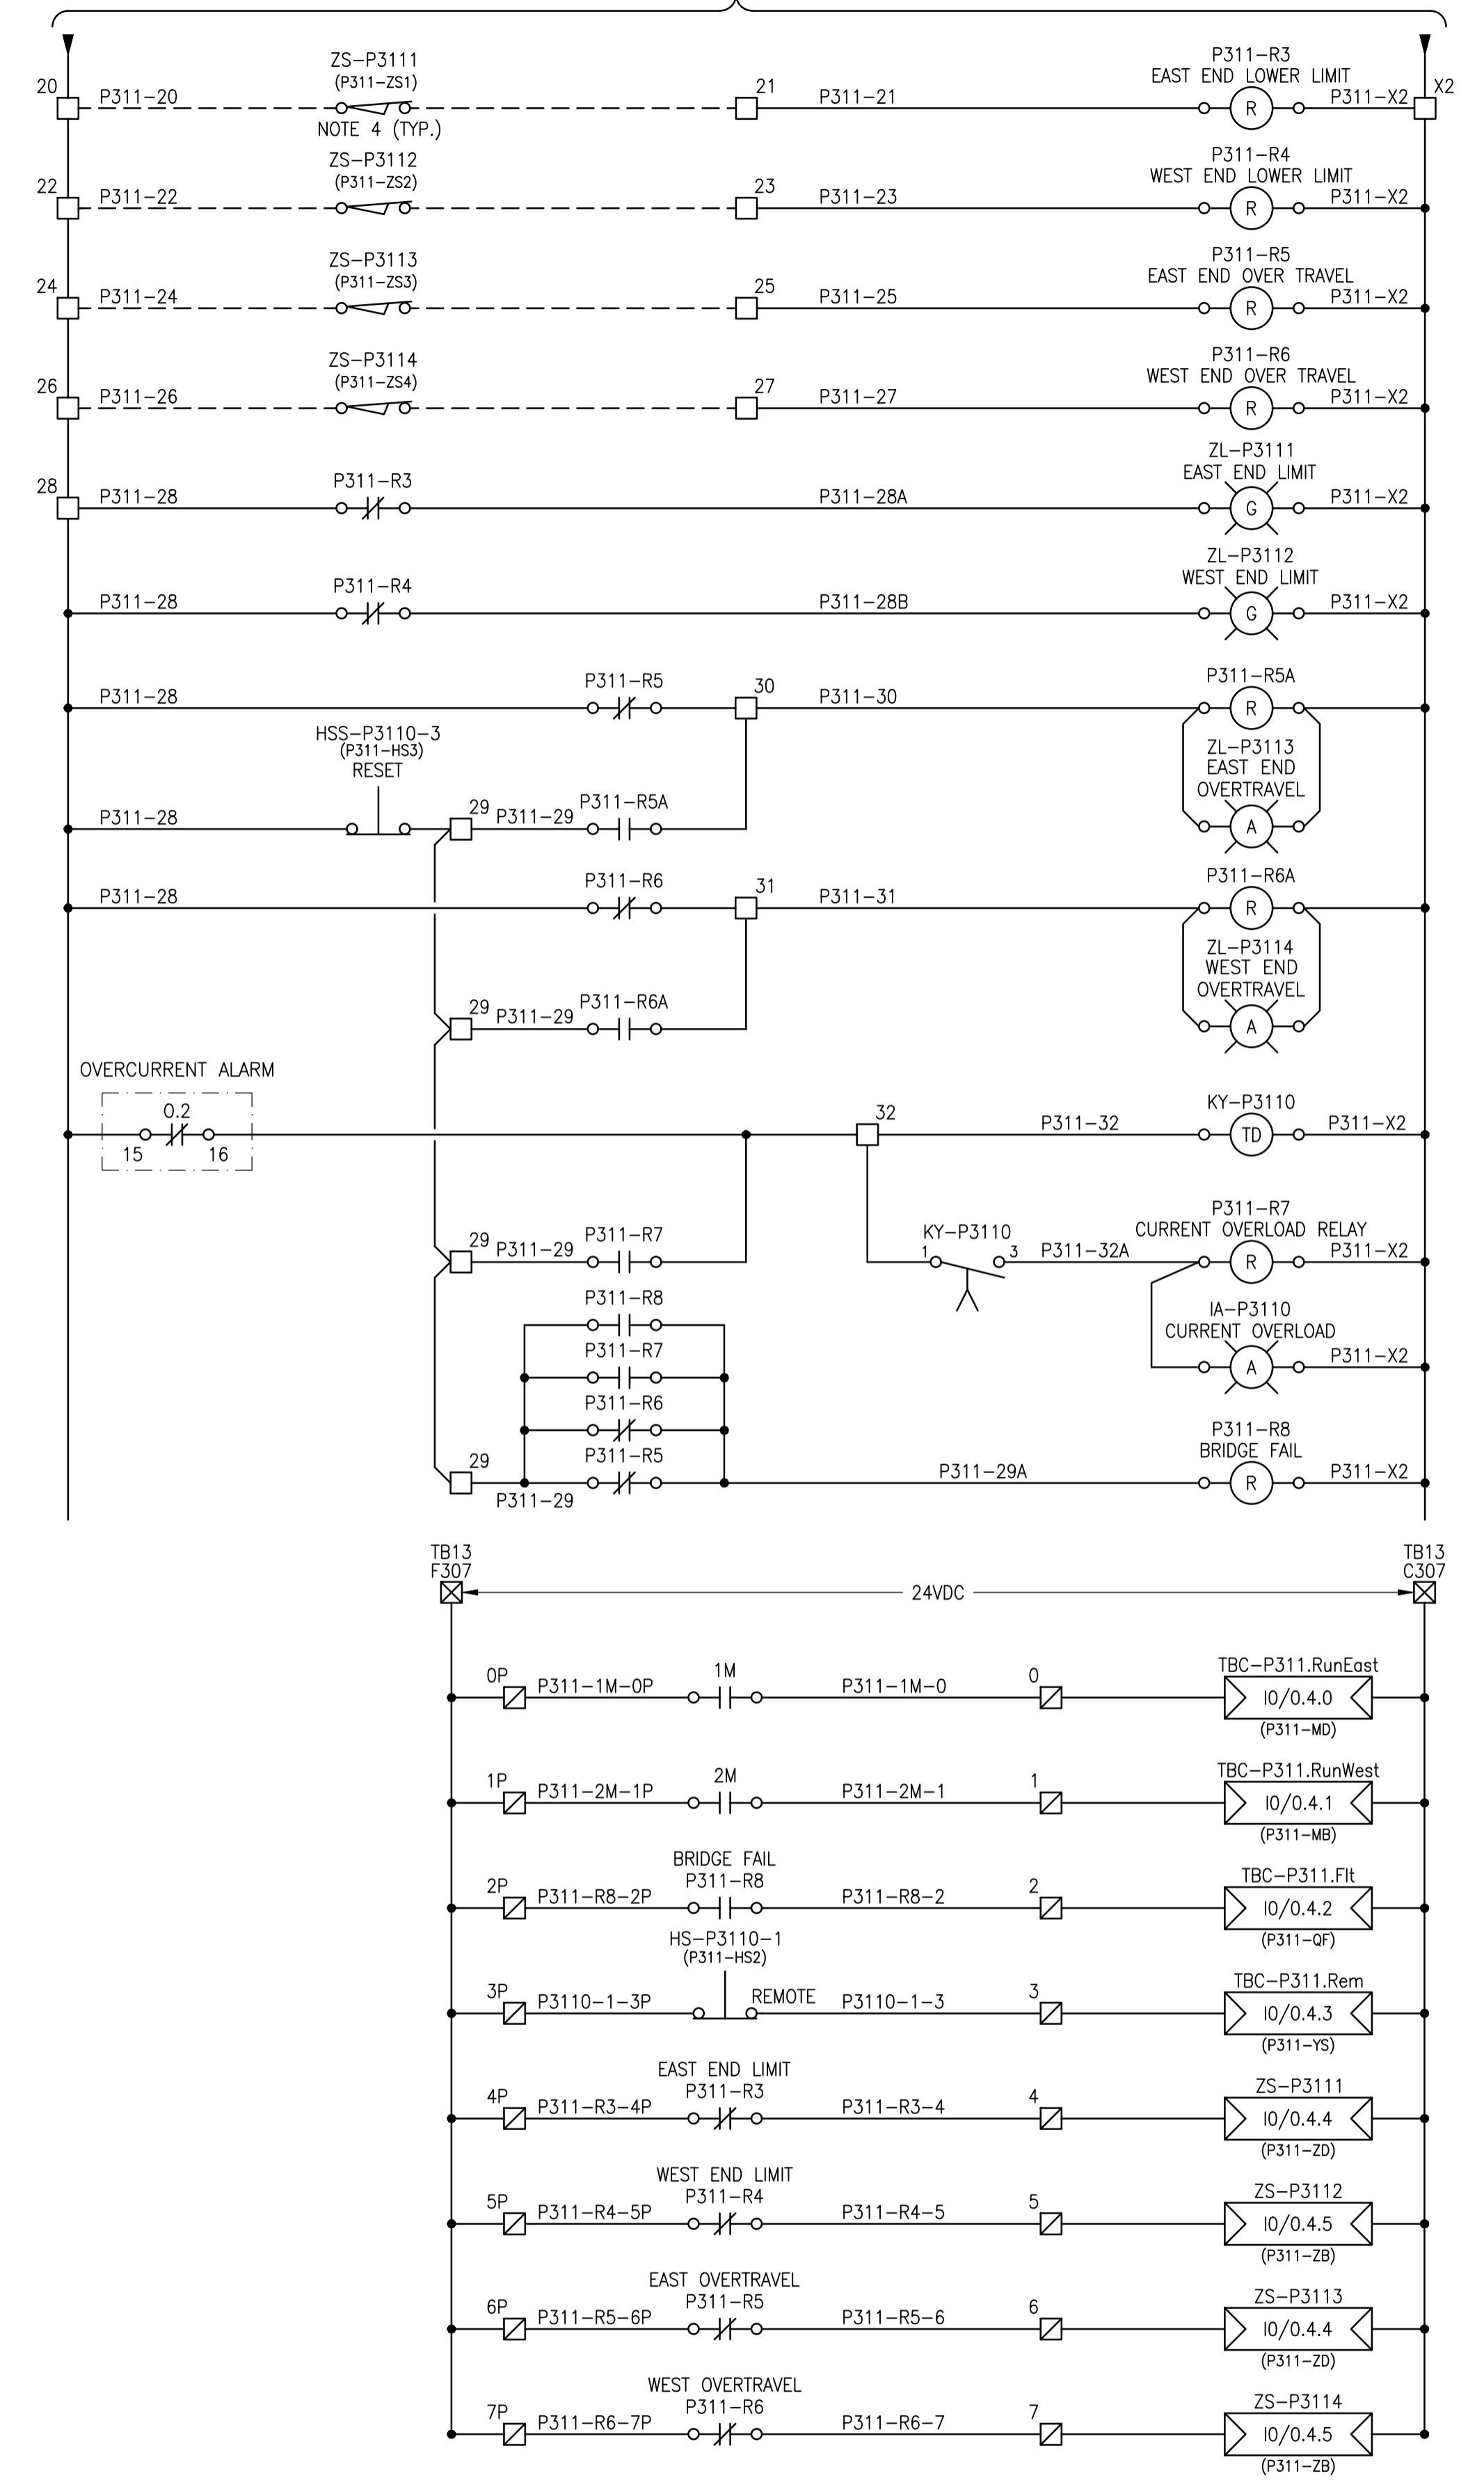 P311-R3
EAST END LOWER LIMIT
ZS-P3111
(P311-ZS1)
20
P311-20
21
P311-21
R
P311-X2
X2
NOTE 4 (TYP.)
P311-R4
WEST END LOWER LIMIT
ZS-P3112
(P311-ZS2)
22
P311-22
23
P311-23
R
P311-X2
P311-R5
EAST END OVER TRAVEL
ZS-P3113
(P311-ZS3)
24
P311-24
25
P311-25
R
P311-X2
P311-R6
WEST END OVER TRAVEL
ZS-P3114
(P311-ZS4)
26
P311-26
27
P311-27
R
P311-X2
ZL-P3111
EAST END LIMIT
28
P311-28
P311-R3
P311-28A
G
P311-X2
ZL-P3112
WEST END LIMIT
P311-28
P311-R4
P311-28B
G
P311-X2
P311-28
P311-R5
30
P311-30
P311-R5A
R
HSS-P3110-3
(P311-HS3)
RESET
ZL-P3113
EAST END
OVERTRAVEL
P311-28
29
P311-29
P311-R5A
A
P311-28
P311-R6
31
P311-31
P311-R6A
R
ZL-P3114
WEST END
OVERTRAVEL
29
P311-29
P311-R6A
A
OVERCURRENT ALARM
0.2
15
16
32
P311-32
KY-P3110
TD
P311-X2
P311-R7
CURRENT OVERLOAD RELAY
29
P311-29
P311-R7
KY-P3110
1
3
P311-32A
R
P311-X2
P311-R8
IA-P3110
CURRENT OVERLOAD
P311-R7
A
P311-X2
P311-R6
P311-R8
BRIDGE FAIL
P311-R5
29
P311-29
P311-29A
R
P311-X2
TB13
F307
TB13
C307
24VDC
0P
P311-1M-0P
1M
P311-1M-0
0
TBC-P311.RunEast
IO/0.4.0
(P311-MD)
1P
P311-2M-1P
2M
P311-2M-1
1
TBC-P311.RunWest
IO/0.4.1
(P311-MB)
BRIDGE FAIL
2P
P311-R8-2P
P311-R8
P311-R8-2
2
TBC-P311.Flt
IO/0.4.2
(P311-QF)
HS-P3110-1
(P311-HS2)
3P
P3110-1-3P
REMOTE
P3110-1-3
3
TBC-P311.Rem
IO/0.4.3
(P311-YS)
EAST END LIMIT
4P
P311-R3-4P
P311-R3
P311-R3-4
4
ZS-P3111
IO/0.4.4
(P311-ZD)
WEST END LIMIT
5P
P311-R4-5P
P311-R4
P311-R4-5
5
ZS-P3112
IO/0.4.5
(P311-ZB)
EAST OVERTRAVEL
6P
P311-R5-6P
P311-R5
P311-R5-6
6
ZS-P3113
IO/0.4.4
(P311-ZD)
WEST OVERTRAVEL
7P
P311-R6-7P
P311-R6
P311-R6-7
7
ZS-P3114
IO/0.4.5
(P311-ZB)